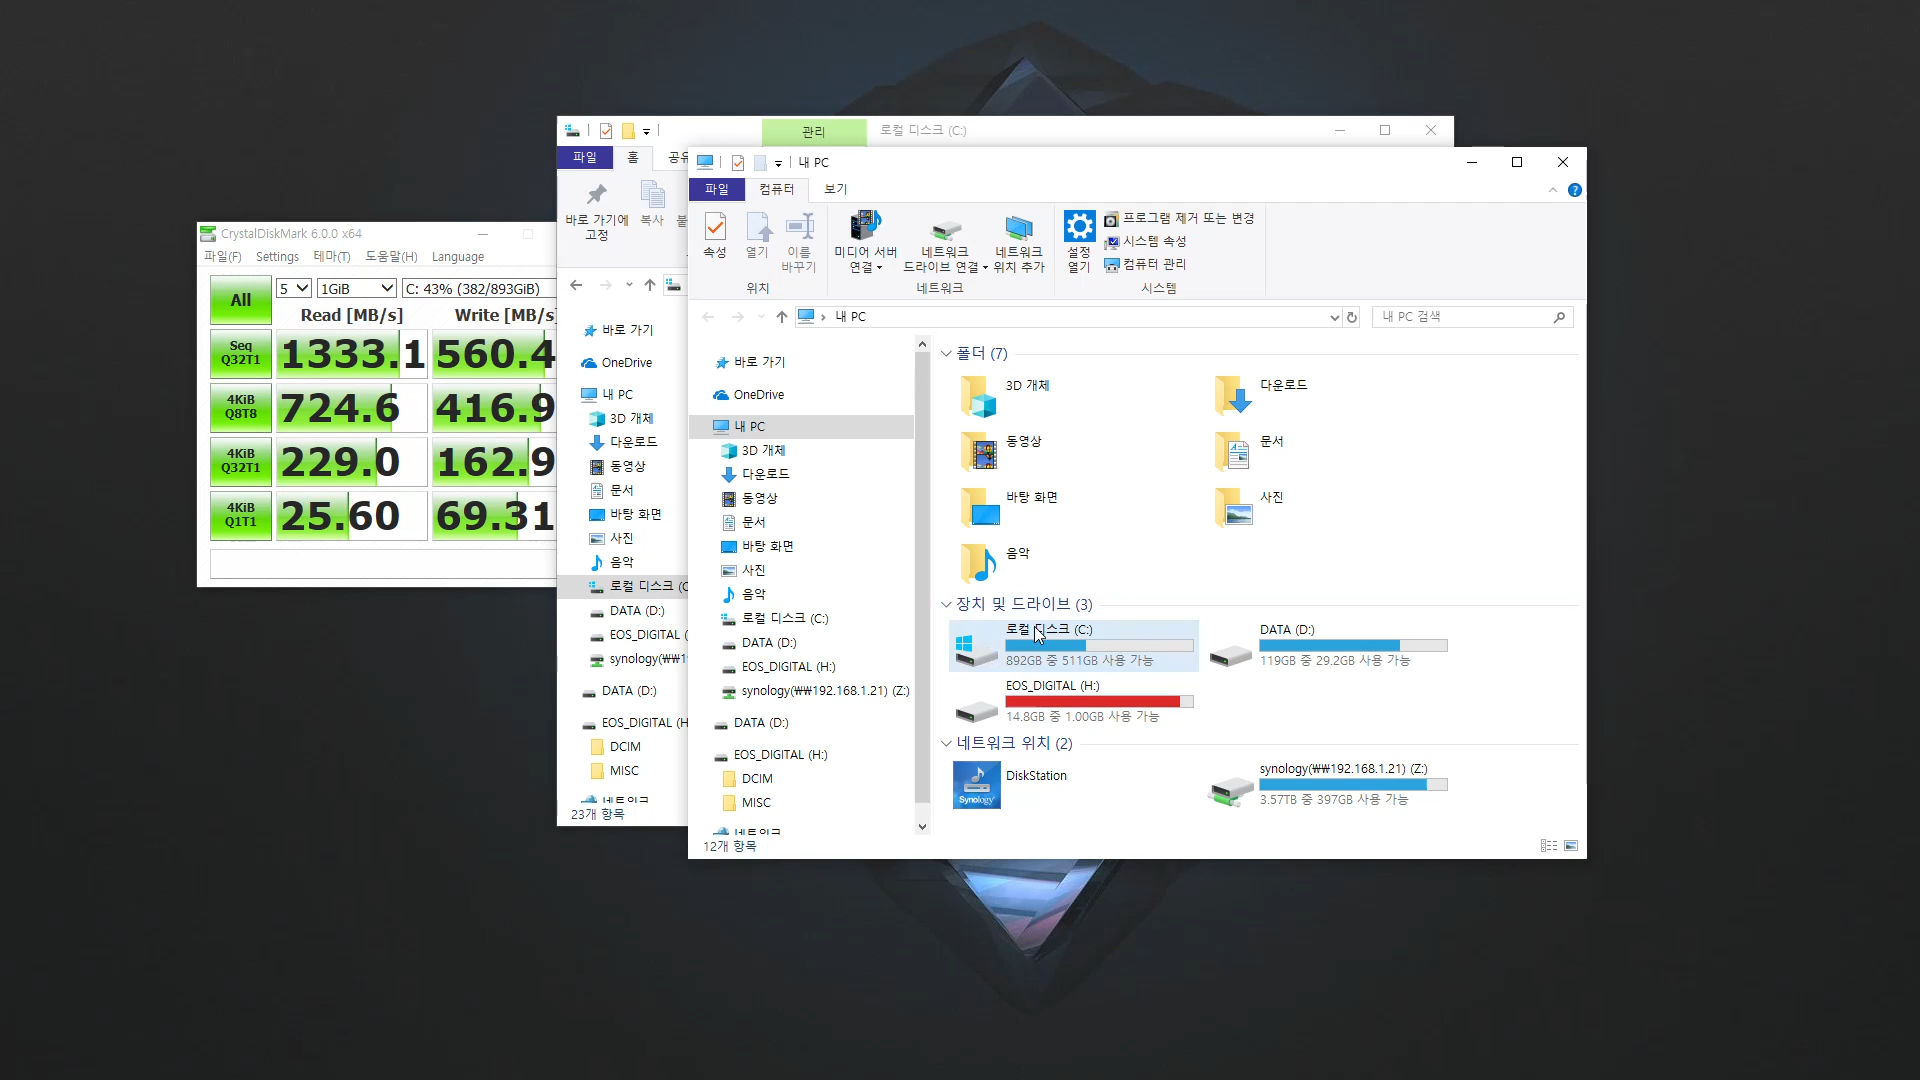 CrystalDiskMark 6.0.0 x64
파일(F) Settings 테마(T) 도움말(H) Language
All 5 1GiB C: 43% (382/893GiB)
Read [MB/s] Write [MB/s]
Seq Q32T1 1333.1 560.4
4KiB Q8T8 724.6 416.9
4KiB Q32T1 229.0 162.9
4KiB Q1T1 25.60 69.31
관리 로컬 디스크 (C:)
파일 홈 공유
바로 가기에 고정
복사
바로 가기
OneDrive
내 PC
3D 개체
다운로드
동영상
문서
바탕 화면
사진
음악
로컬 디스크 (C
DATA (D:)
EOS_DIGITAL (
synology(₩₩1
DATA (D:)
EOS_DIGITAL (H
DCIM
MISC
네트워크
23개 항목
내 PC
파일 컴퓨터 보기
속성
열기
이름 바꾸기
위치
미디어 서버 연결
네트워크 드라이브 연결
네트워크 위치 추가
네트워크
설정 열기
프로그램 제거 또는 변경
시스템 속성
컴퓨터 관리
시스템
내 PC
내 PC 검색
바로 가기
OneDrive
내 PC
3D 개체
다운로드
동영상
문서
바탕 화면
사진
음악
로컬 디스크 (C:)
DATA (D:)
EOS_DIGITAL (H:)
synology(₩₩192.168.1.21) (Z:)
DATA (D:)
EOS_DIGITAL (H:)
DCIM
MISC
네트워크
12개 항목
폴더 (7)
3D 개체
다운로드
동영상
문서
바탕 화면
사진
음악
장치 및 드라이브 (3)
로컬 디스크 (C:)
892GB 중 511GB 사용 가능
DATA (D:)
119GB 중 29.2GB 사용 가능
EOS_DIGITAL (H:)
14.8GB 중 1.00GB 사용 가능
네트워크 위치 (2)
Synology
DiskStation
synology(₩₩192.168.1.21) (Z:)
3.57TB 중 397GB 사용 가능